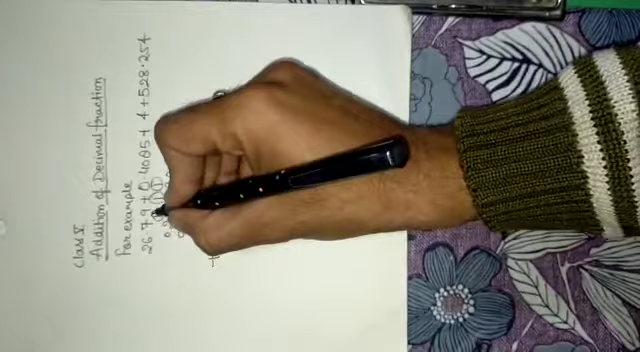 Class V
Addition of Decimal fraction
For example
26.79+0.4085+4+528.254